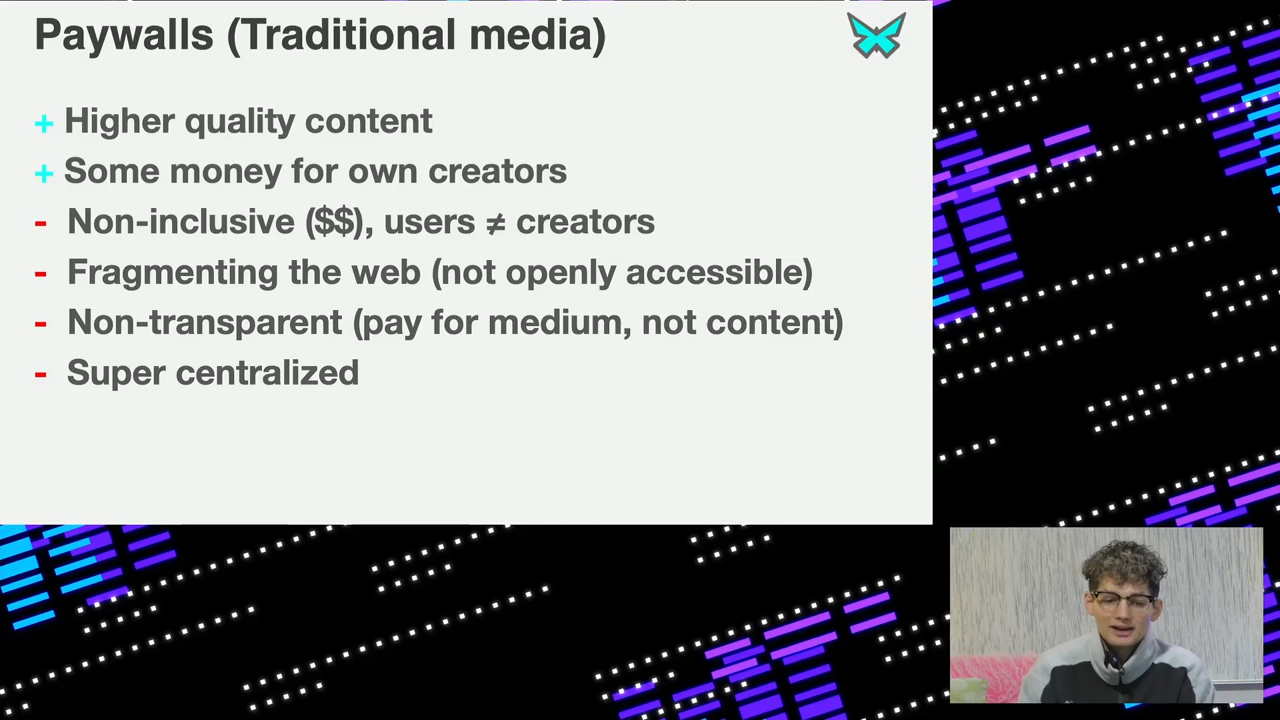 Paywalls (Traditional media)
+ Higher quality content
+ Some money for own creators
- Non-inclusive ($$), users ≠ creators
- Fragmenting the web (not openly accessible)
- Non-transparent (pay for medium, not content)
- Super centralized